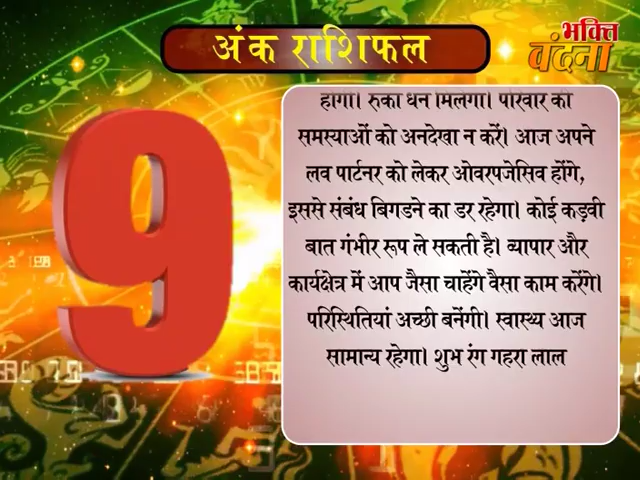 अंक राशिफल
भक्ति
वंदना
9
होगा। रुका धन मिलेगा। परिवार की
समस्याओं को अनदेखा न करें। आज अपने
लव पार्टनर को लेकर ओवरपजेसिव होंगे,
इससे संबंध बिगडने का डर रहेगा। कोई कड़वी
बात गंभीर रूप ले सकती है। व्यापार और
कार्यक्षेत्र में आप जैसा चाहेंगे वैसा काम करेंगे।
परिस्थितियां अच्छी बनेंगी। स्वास्थ्य आज
सामान्य रहेगा। शुभ रंग गहरा लाल